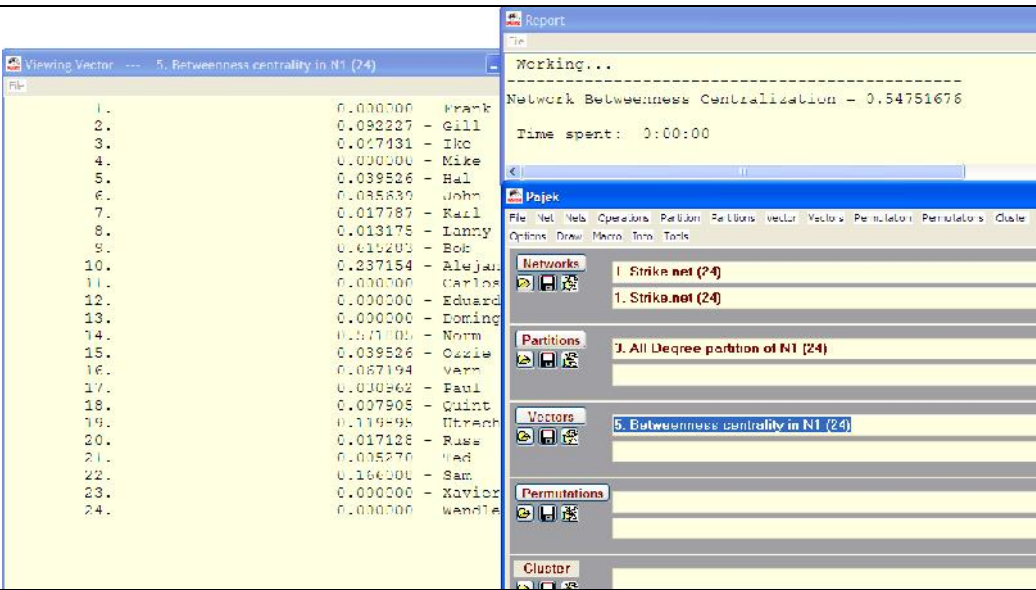 Viewing Vector --- 5. Betweenness centrality in N1 (24)
File
1. 0.000000 - Frank
2. 0.092227 - Gill
3. 0.047431 - Ike
4. 0.000000 - Mike
5. 0.039526 - Hal
6. John
7. 0.017787 - Karl
8. 0.013175 - Lanny
9. - Bob
10. 0.237154 - Alejan
11. 0.000000 Carlos
12. 0.000000 - Eduard
13. 0.000000 - Doming
14. Norm
15. 0.039526 - Ozzie
16. 0.067194 Vern
17. - Paul
18. 0.007905 - Quint
19. Utrech
20. 0.017128 - Russ
21. 0.005270 Ted
22. - Sam
23. 0.000000 - Xavier
24. 0.000000 Wendle
Report
File
Working...
-----------------------------------------------
Network Betweenness Centralization = 0.54751676
Time spent: 0:00:00
Pajek
File Net Nets Operations Partition Partitions Vector Vectors Permutation Permutations Cluster
Options Draw Macro Info Tools
Networks
1. Strike.net (24)
1. Strike.net (24)
Partitions
3. All Degree partition of N1 (24)
Vectors
5. Betweenness centrality in N1 (24)
Permutations
Cluster